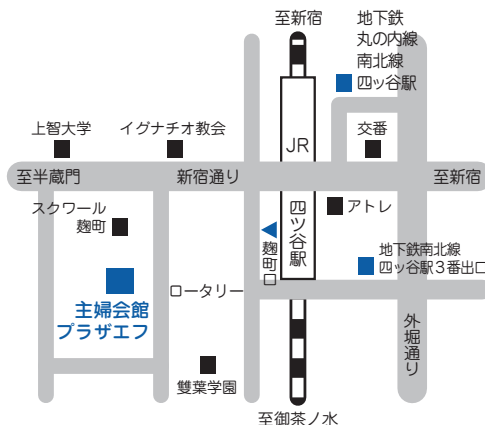 至新宿
地下鉄
丸の内線
南北線
四ッ谷駅
上智大学
イグナチオ教会
JR
交番
至半蔵門
新宿通り
至新宿
スクワール
麹町
四ツ谷駅
アトレ
麹町口
地下鉄南北線
四ッ谷駅3番出口
ロータリー
主婦会館
プラザエフ
外堀通り
雙葉学園
至御茶ノ水